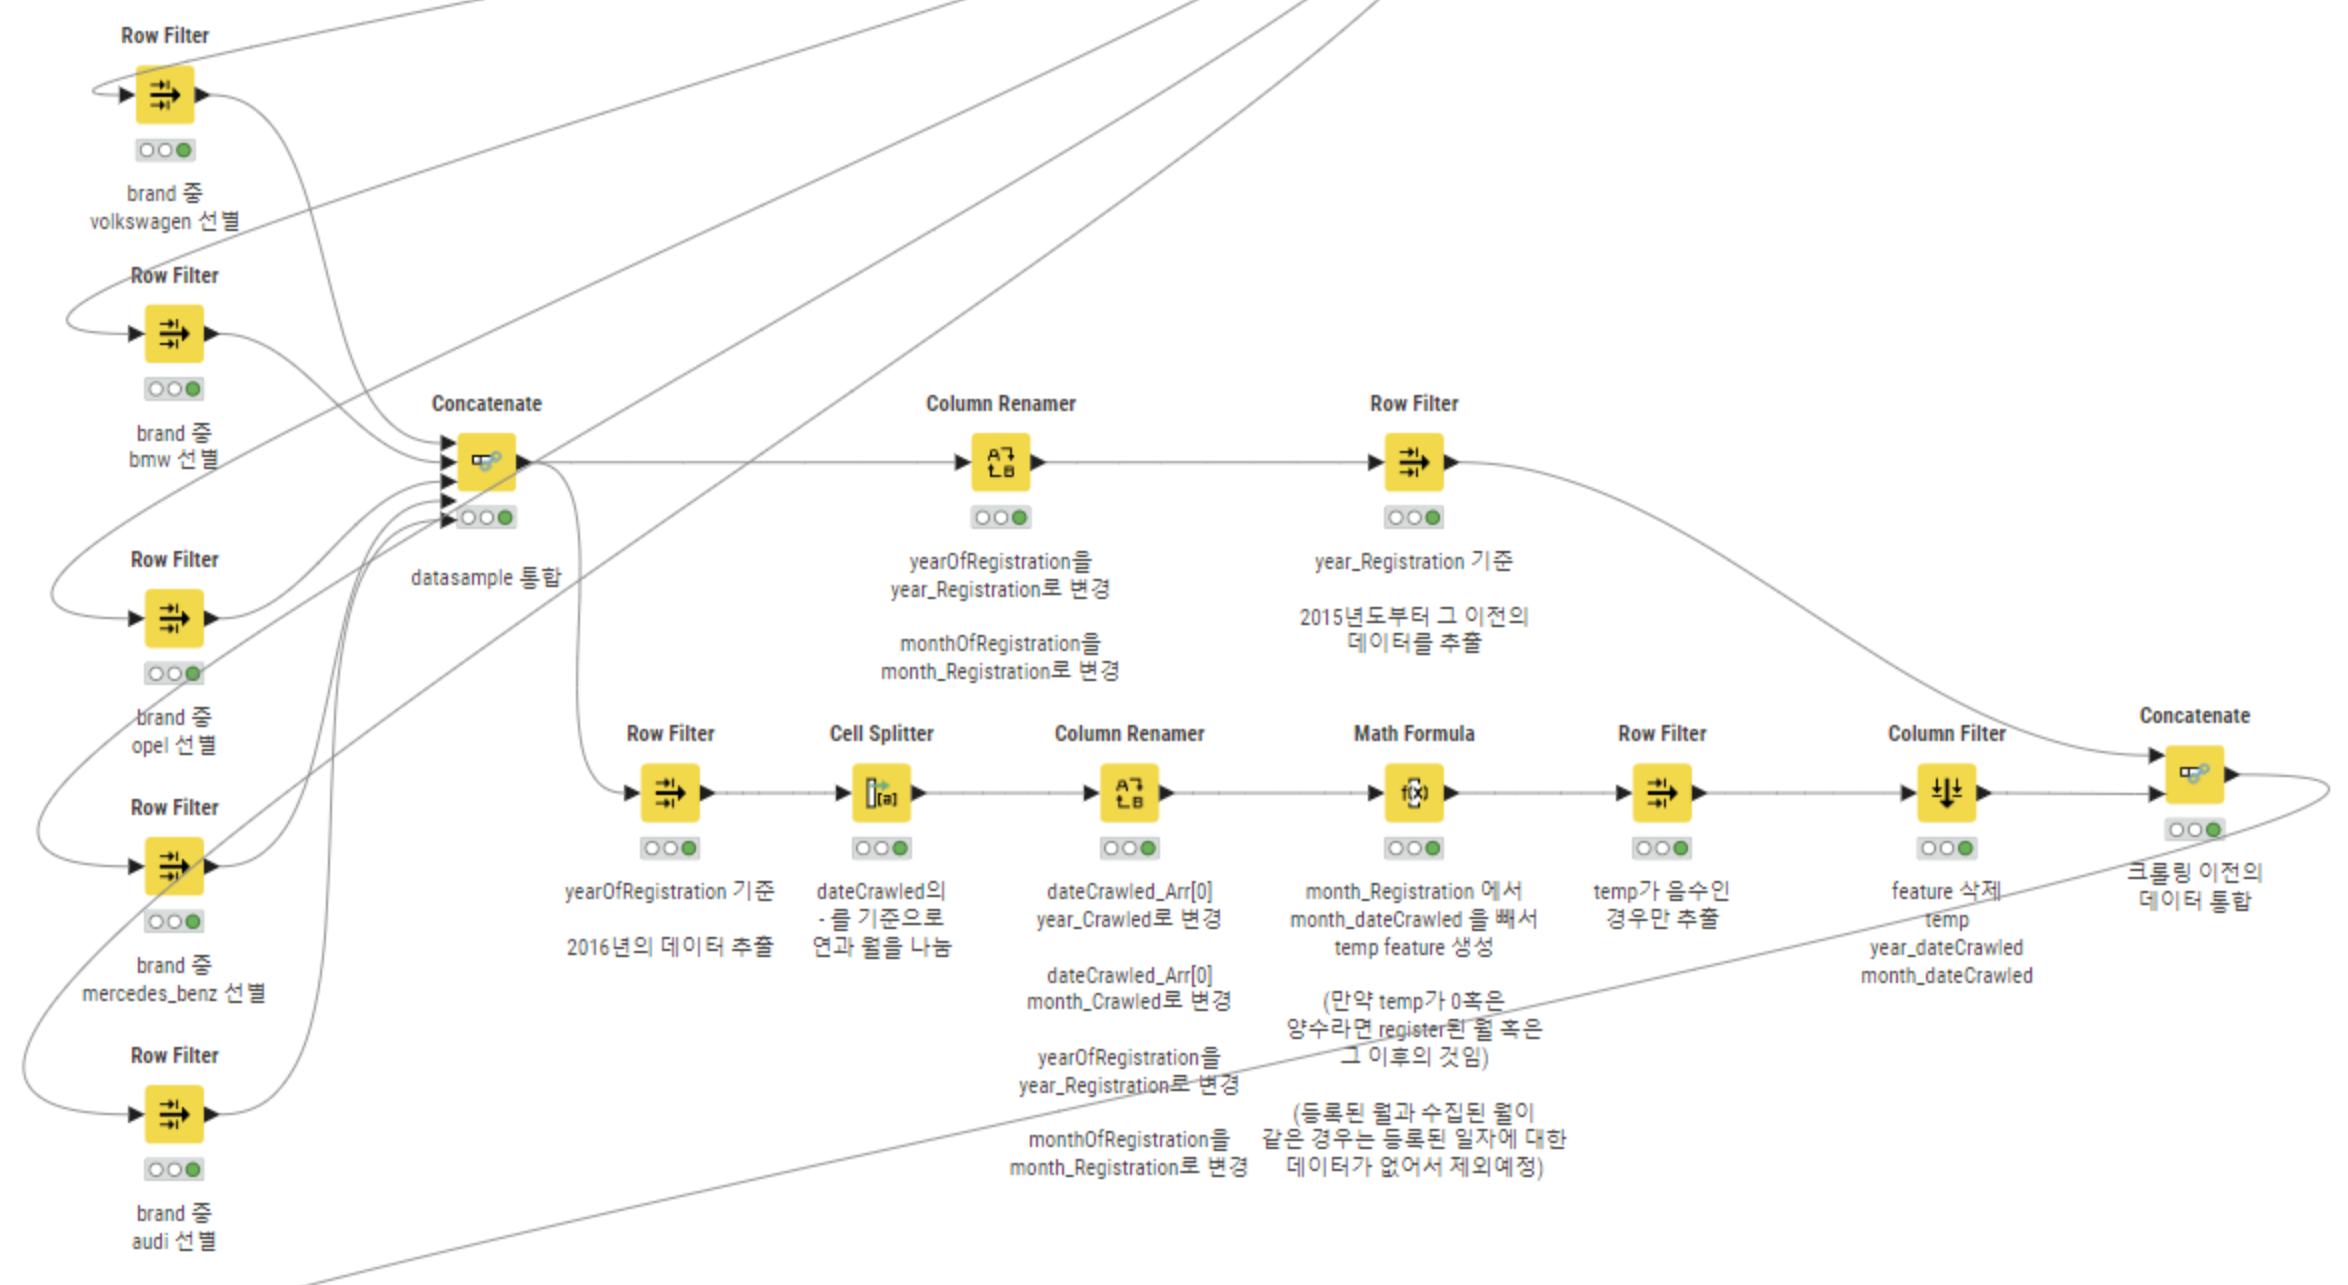 Row Filter
brand 중
volkswagen 선별
Row Filter
brand 중
bmw 선별
Row Filter
brand 중
opel 선별
Row Filter
brand 중
mercedes_benz 선별
Row Filter
brand 중
audi 선별
Concatenate
datasample 통합
Column Renamer
yearOfRegistration을
year_Registration로 변경
monthOfRegistration을
month_Registration로 변경
Row Filter
year_Registration 기준
2015년도부터 그 이전의
데이터를 추출
Row Filter
yearOfRegistration 기준
2016년의 데이터 추출
Cell Splitter
[a]
dateCrawled의
- 를 기준으로
연과 월을 나눔
Column Renamer
dateCrawled_Arr[0]
year_Crawled로 변경
dateCrawled_Arr[0]
month_Crawled로 변경
yearOfRegistration을
year_Registration로 변경
monthOfRegistration을
month_Registration로 변경
Math Formula
f(x)
month_Registration 에서
month_dateCrawled 을 빼서
temp feature 생성
(만약 temp가 0혹은
양수라면 register된 월 혹은
그 이후의 것임)
(등록된 월과 수집된 월이
같은 경우는 등록된 일자에 대한
데이터가 없어서 제외예정)
Row Filter
temp가 음수인
경우만 추출
Column Filter
feature 삭제
temp
year_dateCrawled
month_dateCrawled
Concatenate
크롤링 이전의
데이터 통합